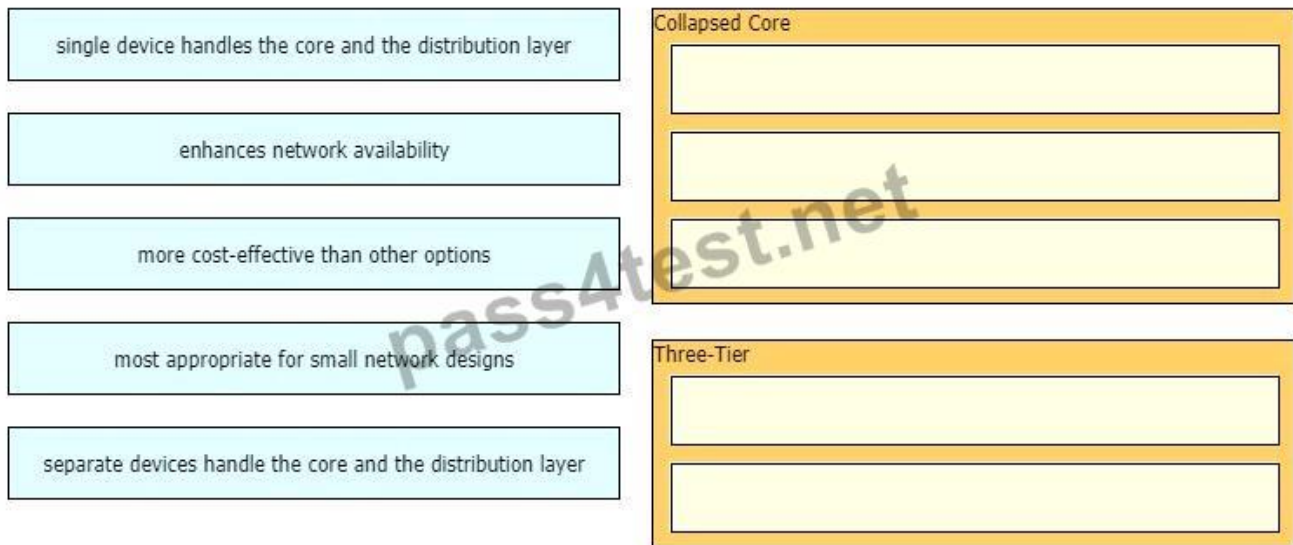 single device handles the core and the distribution layer
enhances network availability
more cost-effective than other options
most appropriate for small network designs
separate devices handle the core and the distribution layer
Collapsed Core
Three-Tier
pass4test.net